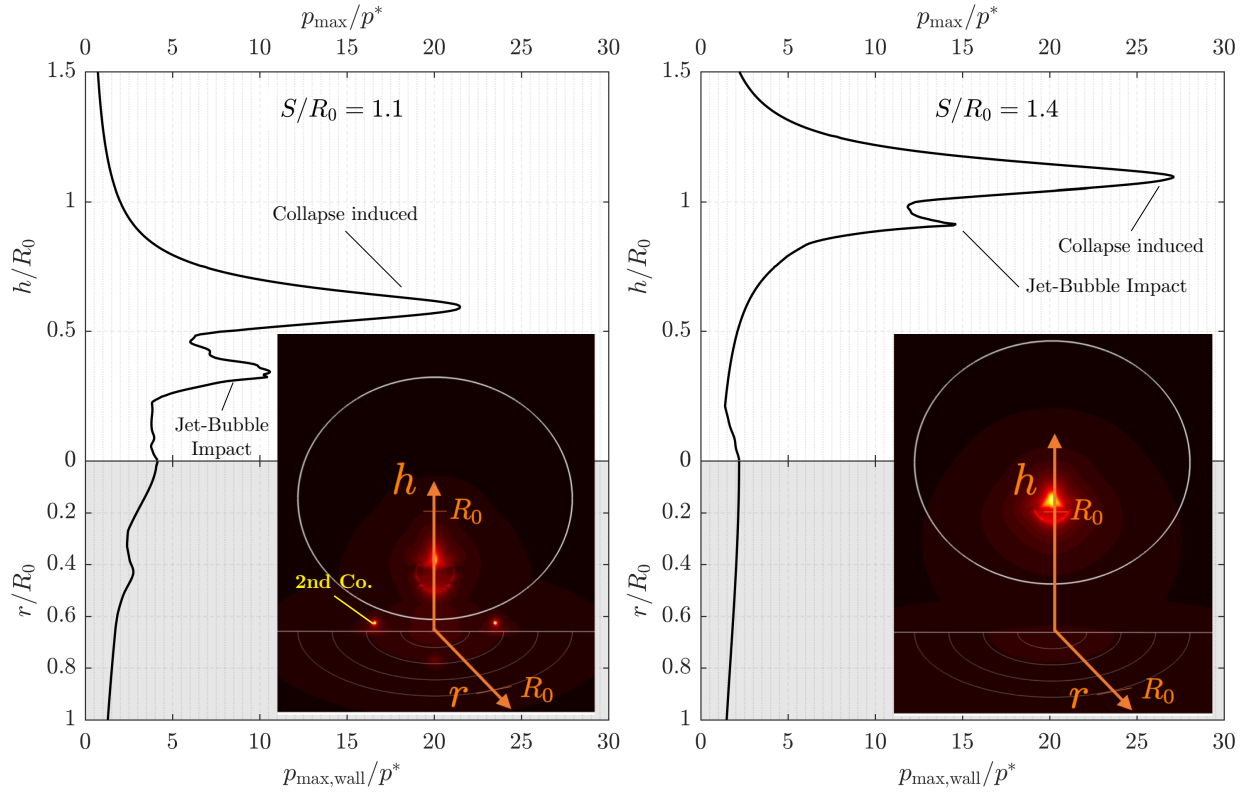 p_max/p*
0 5 10 15 20 25 30
1.5
1
0.5
0
0.2
0.4
0.6
0.8
1
h/R_0
r/R_0
S/R_0 = 1.1
Collapse induced
Jet-Bubble
Impact
h
R_0
2nd Co.
r
R_0
0 5 10 15 20 25 30
p_max,wall/p*
p_max/p*
0 5 10 15 20 25 30
1.5
1
0.5
0
0.2
0.4
0.6
0.8
1
h/R_0
r/R_0
S/R_0 = 1.4
Collapse induced
Jet-Bubble Impact
h
R_0
r
R_0
0 5 10 15 20 25 30
p_max,wall/p*